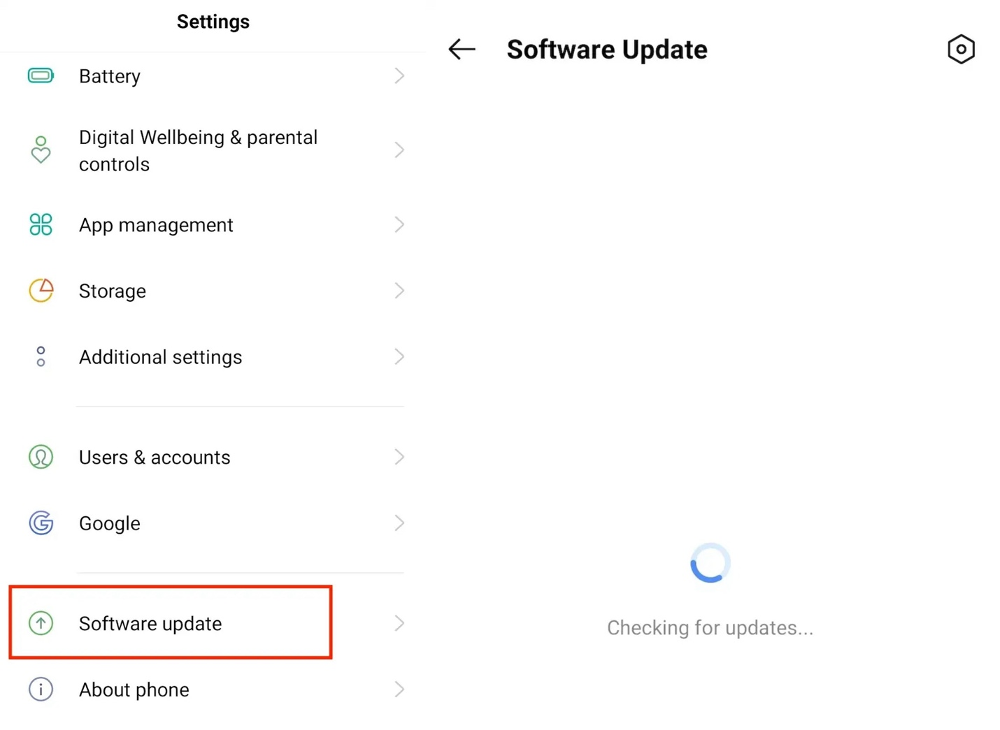 Settings
Battery
Digital Wellbeing & parental
controls
App management
Storage
Additional settings
Users & accounts
Google
Software update
About phone
Software Update
Checking for updates...